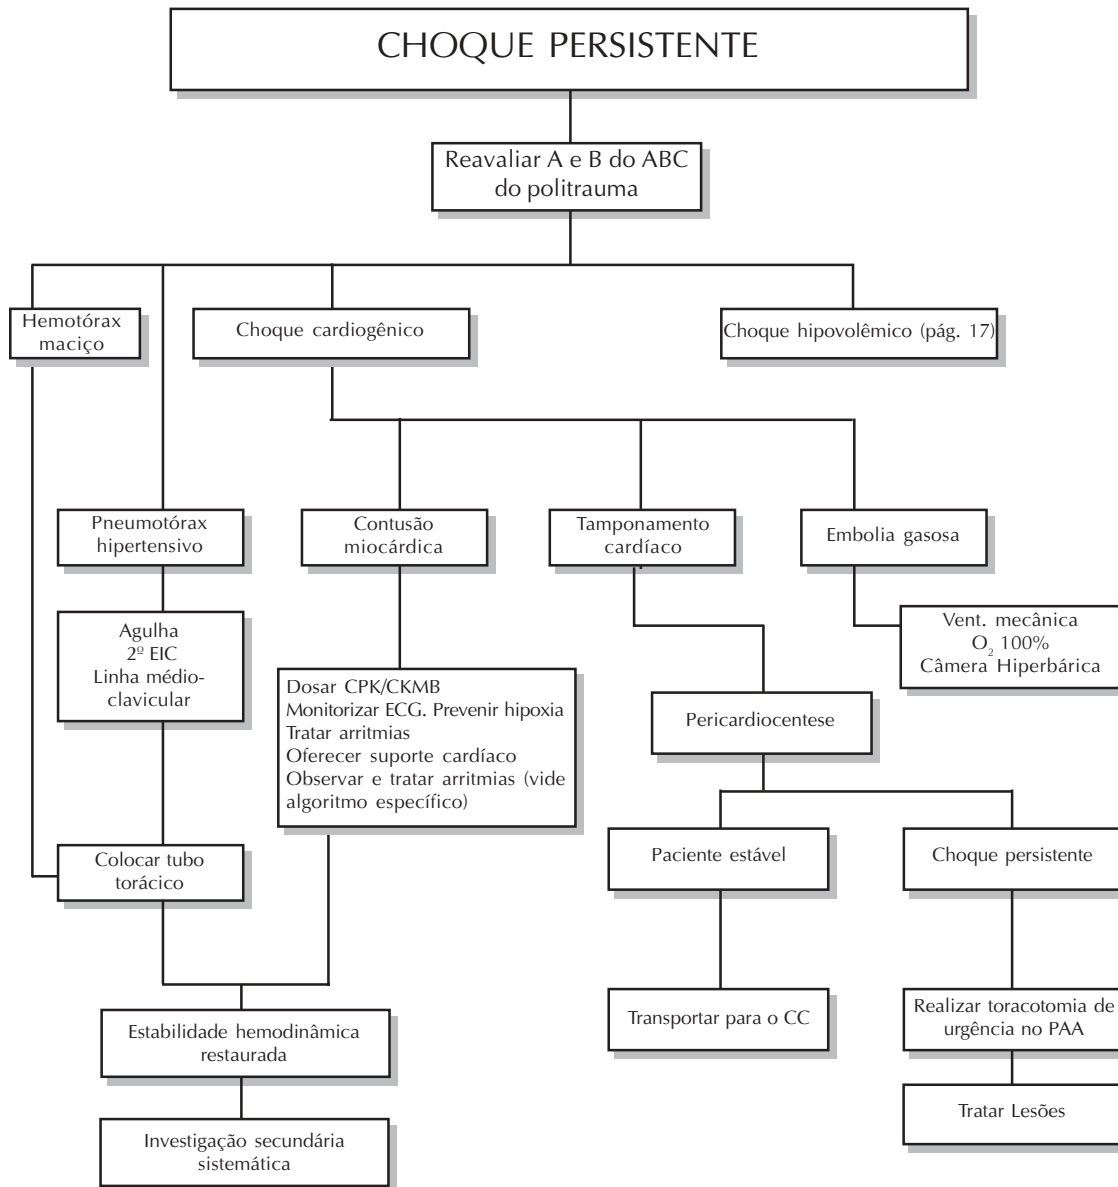 CHOQUE PERSISTENTE
Reavaliar A e B do ABC
do politrauma
Hemotórax
maciço
Choque cardiogênico
Choque hipovolêmico (pág. 17)
Pneumotórax
hipertensivo
Contusão
miocárdica
Tamponamento
cardíaco
Embolia gasosa
Agulha
2º EIC
Linha médio-
clavicular
Vent. mecânica
O₂ 100%
Câmera Hiperbárica
Dosar CPK/CKMB
Monitorizar ECG. Prevenir hipoxia
Tratar arritmias
Oferecer suporte cardíaco
Observar e tratar arritmias (vide
algoritmo específico)
Pericardiocentese
Colocar tubo
torácico
Paciente estável
Choque persistente
Estabilidade hemodinâmica
restaurada
Transportar para o CC
Realizar toracotomia de
urgência no PAA
Investigação secundária
sistemática
Tratar Lesões